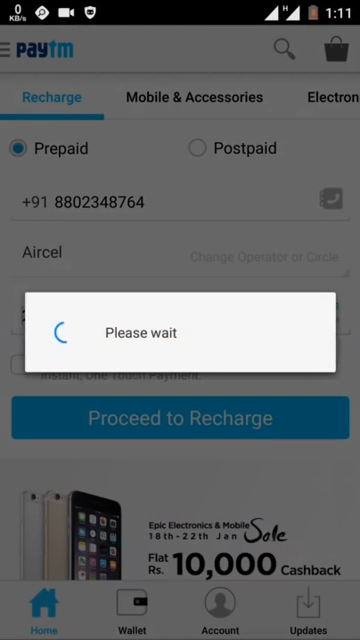 0
KB/s
H
1:11
paytm
Recharge
Mobile & Accessories
Electron
Prepaid
Postpaid
+91 8802348764
Aircel
Change Operator or Circle
Please wait
Instant, One Touch Payment.
Proceed to Recharge
Epic Electronics & Mobile Sale
18th-22th Jan
Flat
Rs. 10,000 Cashback
Home
Wallet
Account
Updates